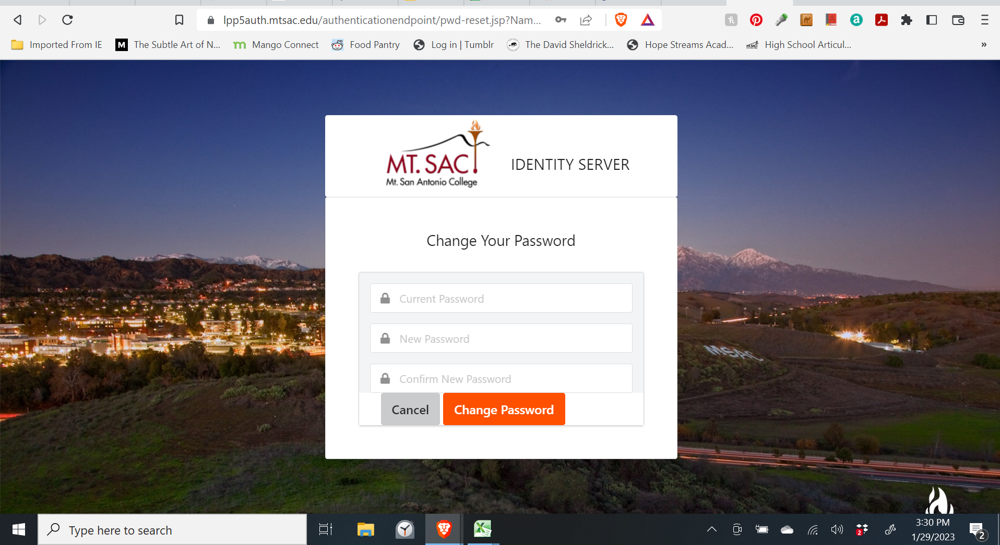 lpp5auth.mtsac.edu/authenticationendpoint/pwd-reset.jsp?Nam...
Imported From IE
M
The Subtle Art of N...
Mango Connect
Food Pantry
Log in | Tumblr
The David Sheldrick...
Hope Streams Acad...
High School Articul...
»
MT. SAC
Mt. San Antonio College
IDENTITY SERVER
Change Your Password
Current Password
New Password
Confirm New Password
Cancel
Change Password
MSAC
Type here to search
2
3:30 PM
1/29/2023
2